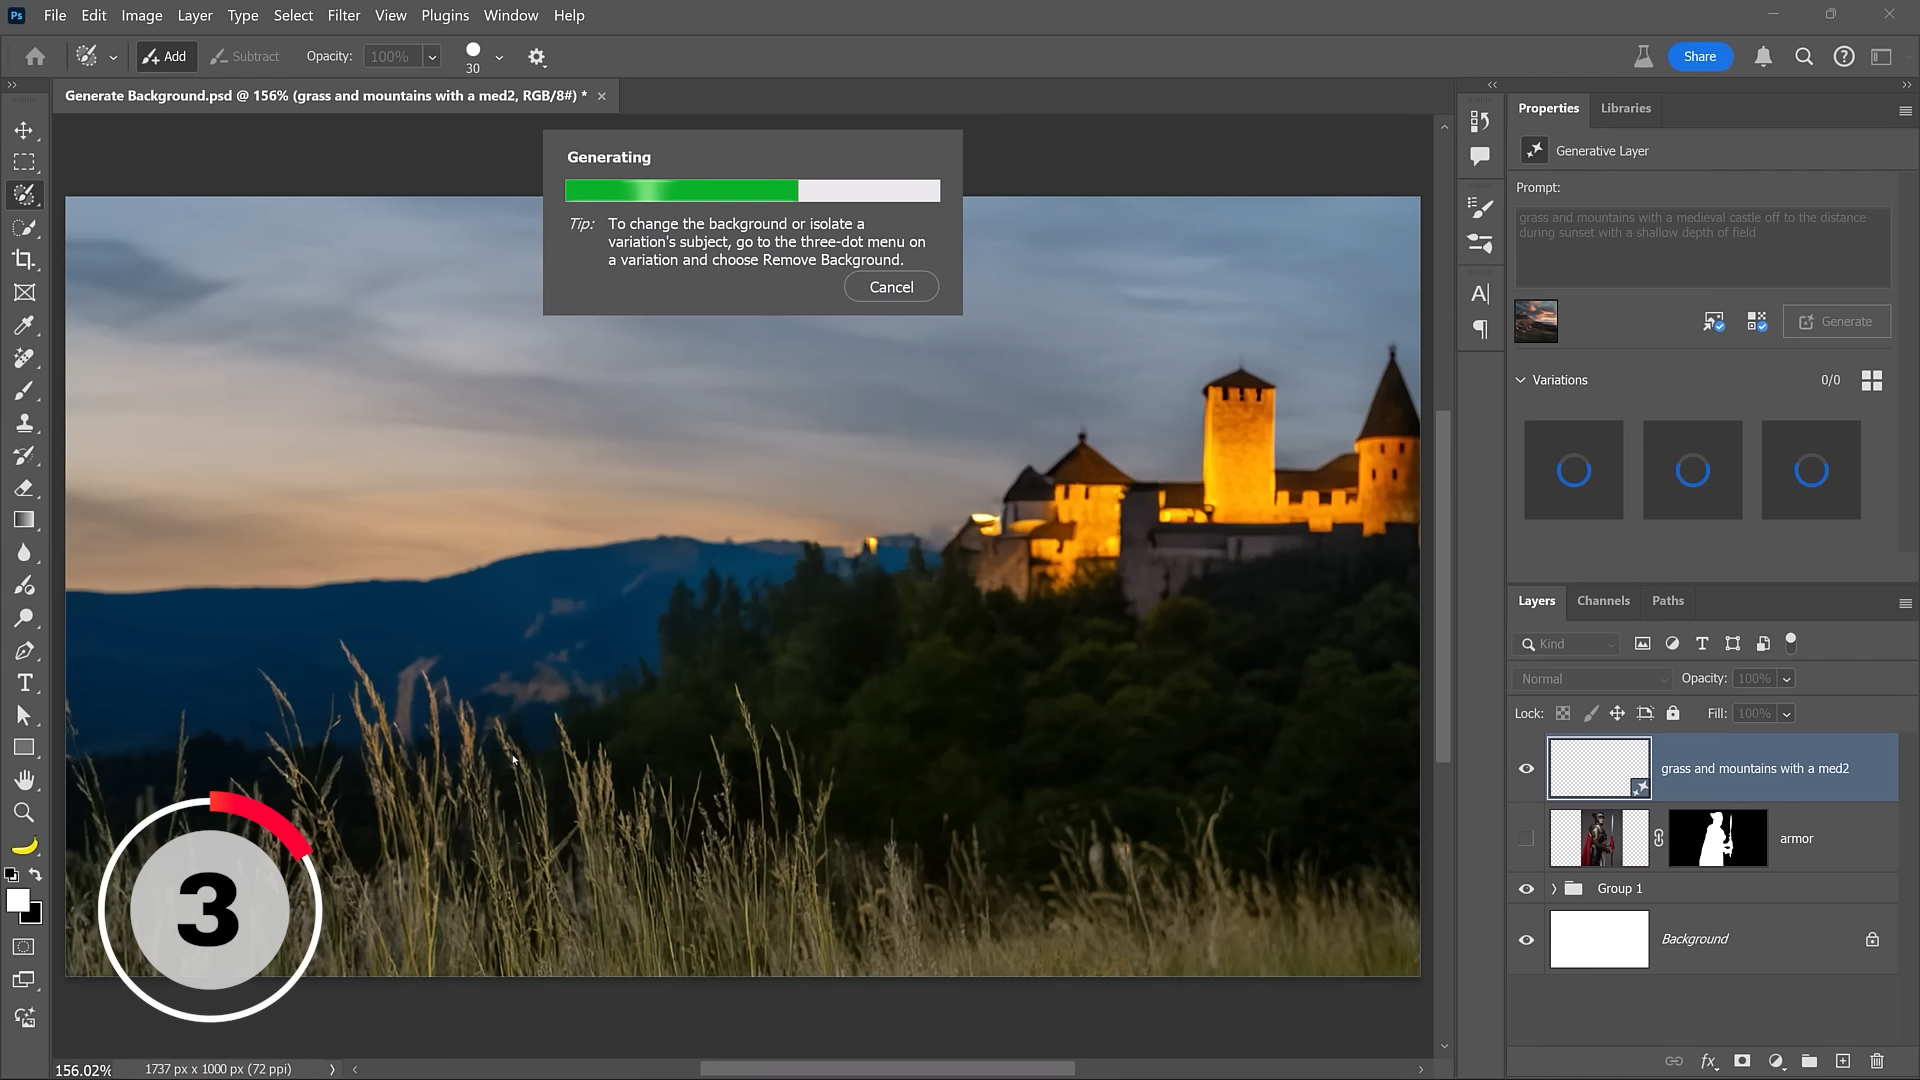 Ps File Edit Image Layer Type Select Filter View Plugins Window Help
Add Subtract Opacity: 100% 30 Share
Generate Background.psd @ 156% (grass and mountains with a med2, RGB/8#) *
Generating
Tip: To change the background or isolate a
variation's subject, go to the three-dot menu on
a variation and choose Remove Background.
Cancel
Properties Libraries
Generative Layer
Prompt:
grass and mountains with a medieval castle off to the distance
during sunset with a shallow depth of field
Generate
Variations 0/0
Layers Channels Paths
Kind
Normal Opacity: 100%
Lock: Fill: 100%
grass and mountains with a med2
armor
Group 1
Background
3
156.02% 1737 px x 1000 px (72 ppi)